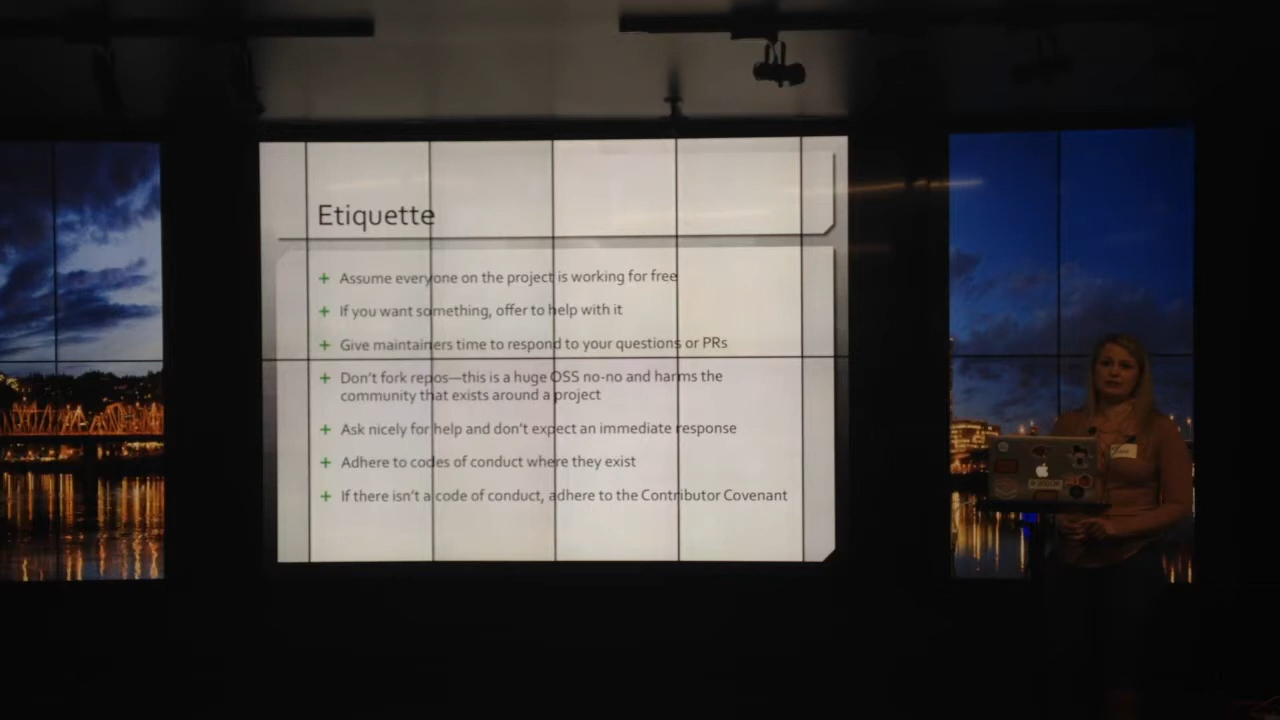 Etiquette
+ Assume everyone on the project is working for free
+ If you want something, offer to help with it
+ Give maintainers time to respond to your questions or PRs
+ Don't fork repos—this is a huge OSS no-no and harms the
community that exists around a project
+ Ask nicely for help and don't expect an immediate response
+ Adhere to codes of conduct where they exist
+ If there isn't a code of conduct, adhere to the Contributor Covenant